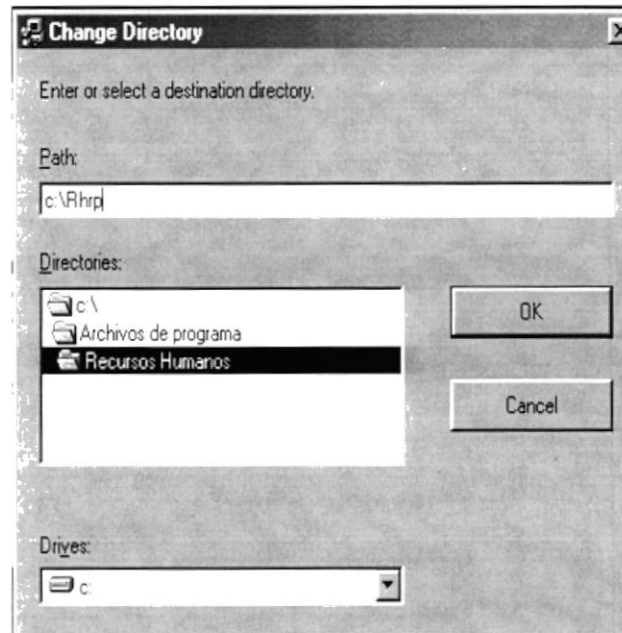 Change Directory
Enter or select a destination directory.
Path:
c:\Rhrp
Directories:
c:\
Archivos de programa
Recursos Humanos
OK
Cancel
Drives:
c: